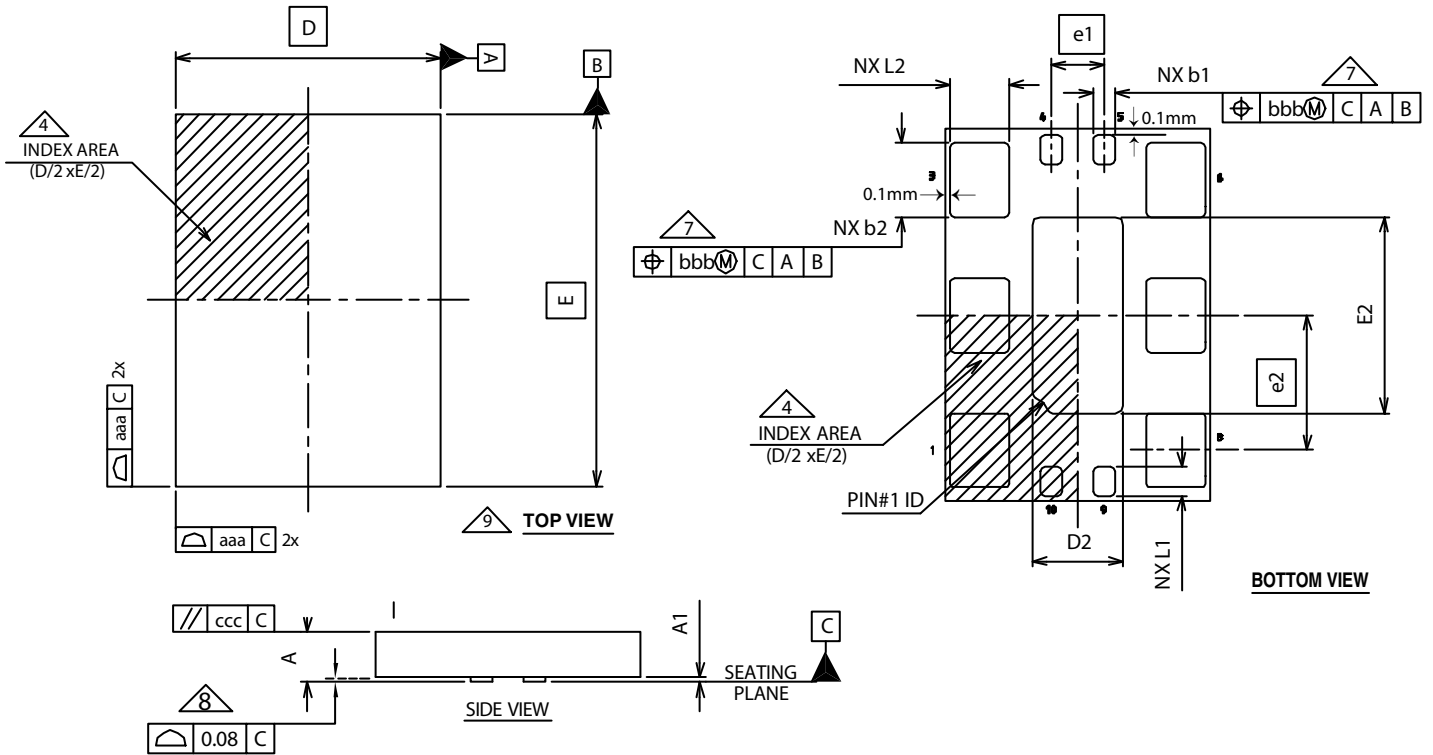 D
A
B
4
INDEX AREA
(D/2 xE/2)
E
aaa C 2x
aaa C 2x
9 TOP VIEW
e1
NX L2
NX b1
7
bbb M C A B
4
5
0.1mm
3
6
0.1mm
NX b2
7
bbb M C A B
E2
e2
4
INDEX AREA
(D/2 xE/2)
1
8
PIN#1 ID
10
9
D2
NX L1
BOTTOM VIEW
// ccc C
A
A1
C
SEATING
PLANE
8
0.08 C
SIDE VIEW